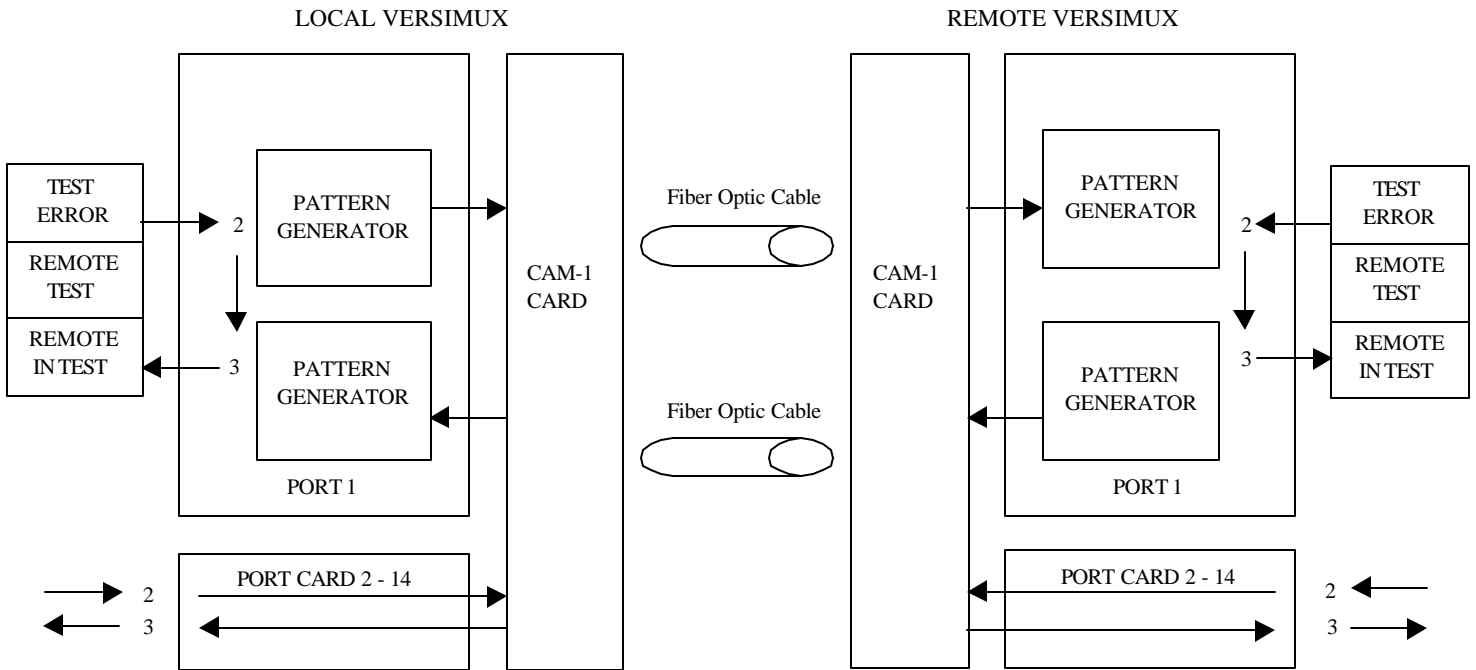 LOCAL VERSIMUX
REMOTE VERSIMUX
TEST
ERROR
REMOTE
TEST
REMOTE
IN TEST
2
3
PATTERN
GENERATOR
PATTERN
GENERATOR
PORT 1
CAM-1
CARD
Fiber Optic Cable
Fiber Optic Cable
CAM-1
CARD
PATTERN
GENERATOR
PATTERN
GENERATOR
PORT 1
2
3
TEST
ERROR
REMOTE
TEST
REMOTE
IN TEST
2
3
PORT CARD 2 - 14
PORT CARD 2 - 14
2
3